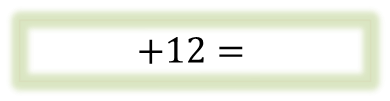 +12 =